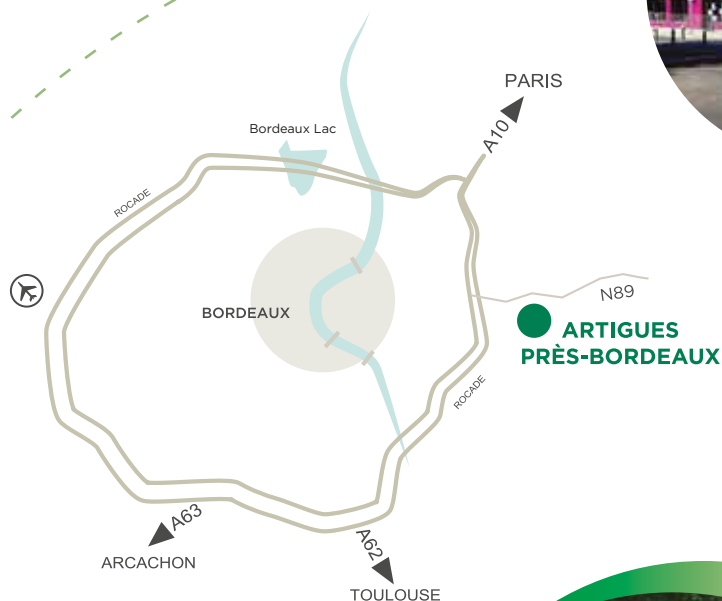 PARIS
A10
Bordeaux Lac
ROCADE
N89
BORDEAUX
ARTIGUES
PRÈS-BORDEAUX
ROCADE
A63
ARCACHON
A62
TOULOUSE